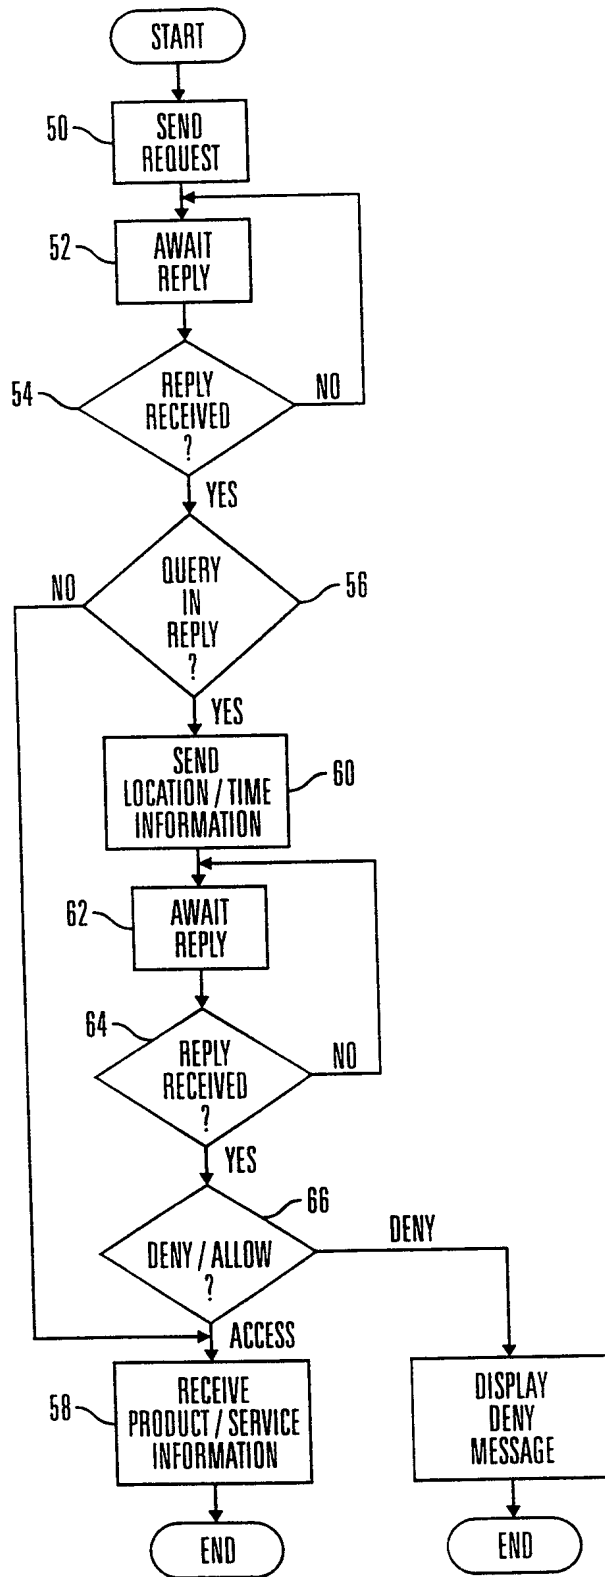 START
50
SEND
REQUEST
52
AWAIT
REPLY
54
REPLY
RECEIVED
?
NO
YES
56
QUERY
IN
REPLY
?
NO
YES
SEND
LOCATION / TIME
INFORMATION
60
62
AWAIT
REPLY
64
REPLY
RECEIVED
?
NO
YES
66
DENY / ALLOW
?
DENY
ACCESS
58
RECEIVE
PRODUCT / SERVICE
INFORMATION
DISPLAY
DENY
MESSAGE
END
END